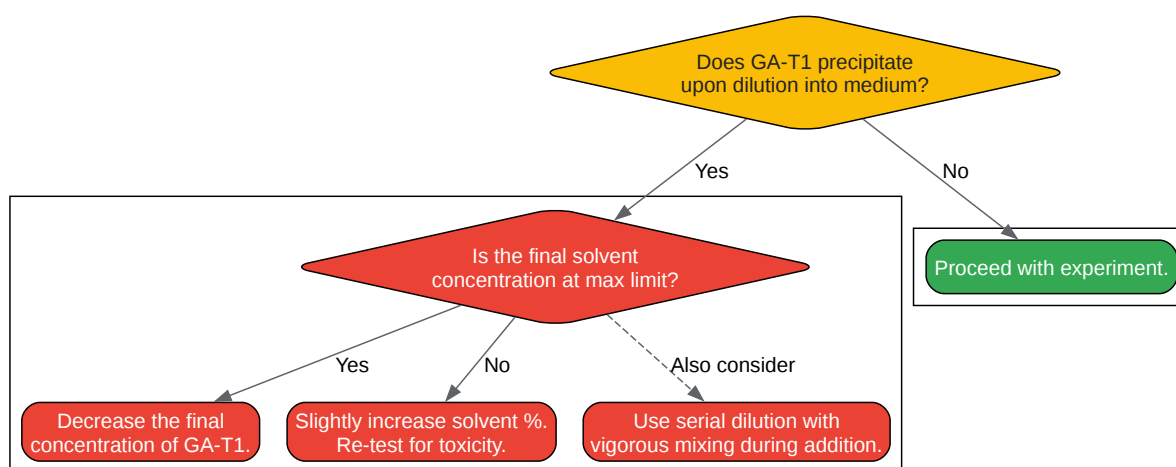 Does GA-T1 precipitate
upon dilution into medium?
Yes
No
Is the final solvent
concentration at max limit?
Proceed with experiment.
Yes
No
Also consider
Decrease the final
concentration of GA-T1.
Slightly increase solvent %.
Re-test for toxicity.
Use serial dilution with
vigorous mixing during addition.